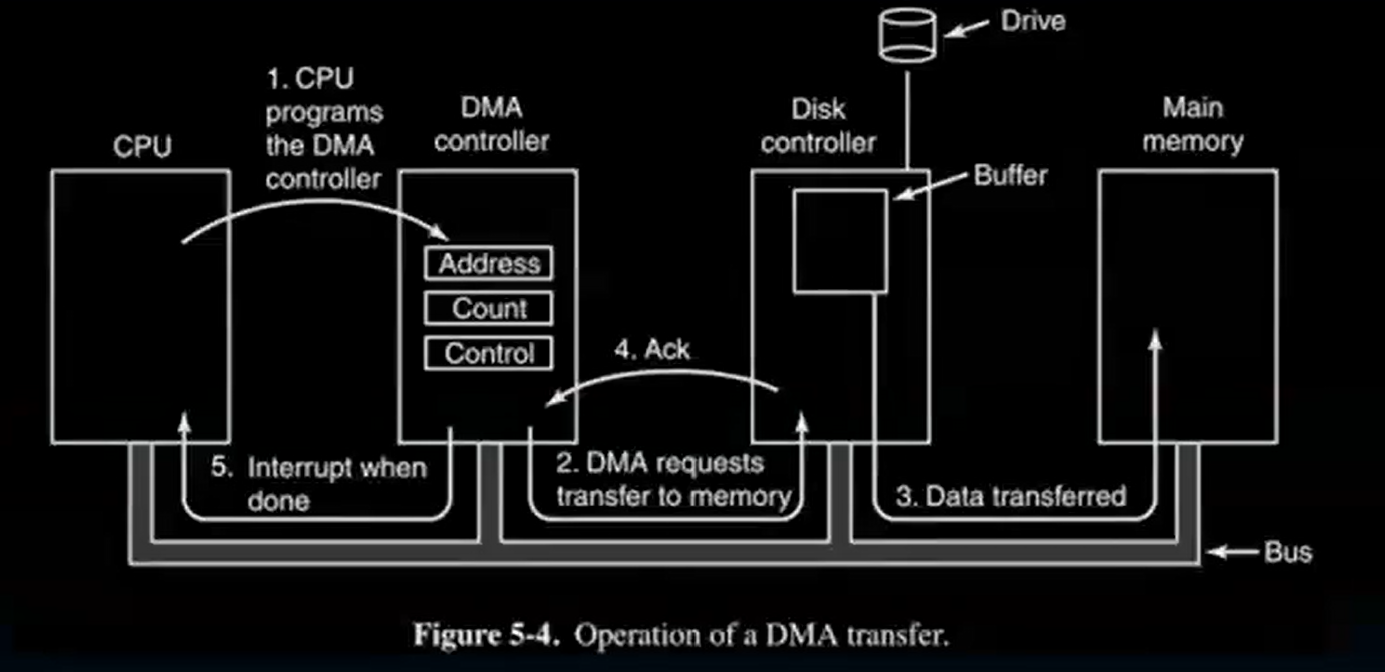 Drive
1. CPU
programs
the DMA
controller
CPU
DMA
controller
Disk
controller
Main
memory
Buffer
Address
Count
Control
4. Ack
5. Interrupt when
done
2. DMA requests
transfer to memory
3. Data transferred
Bus
Figure 5-4. Operation of a DMA transfer.